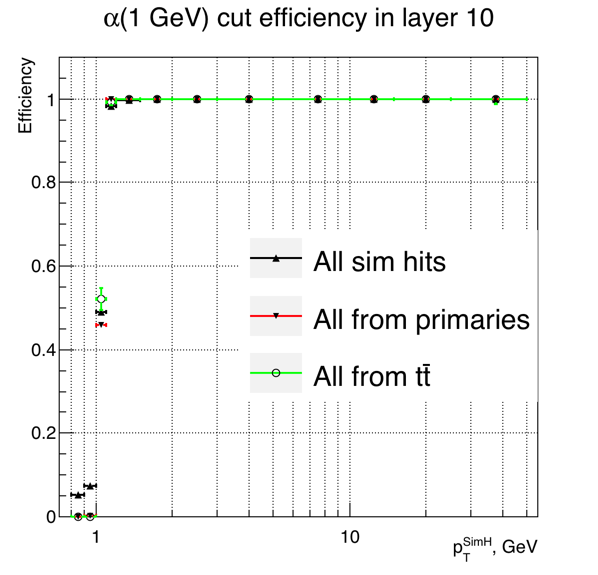 α(1 GeV) cut efficiency in layer 10
Efficiency
1
0.8
0.6
0.4
0.2
0
All sim hits
All from primaries
All from tt̄
1
10
p_T^SimH, GeV